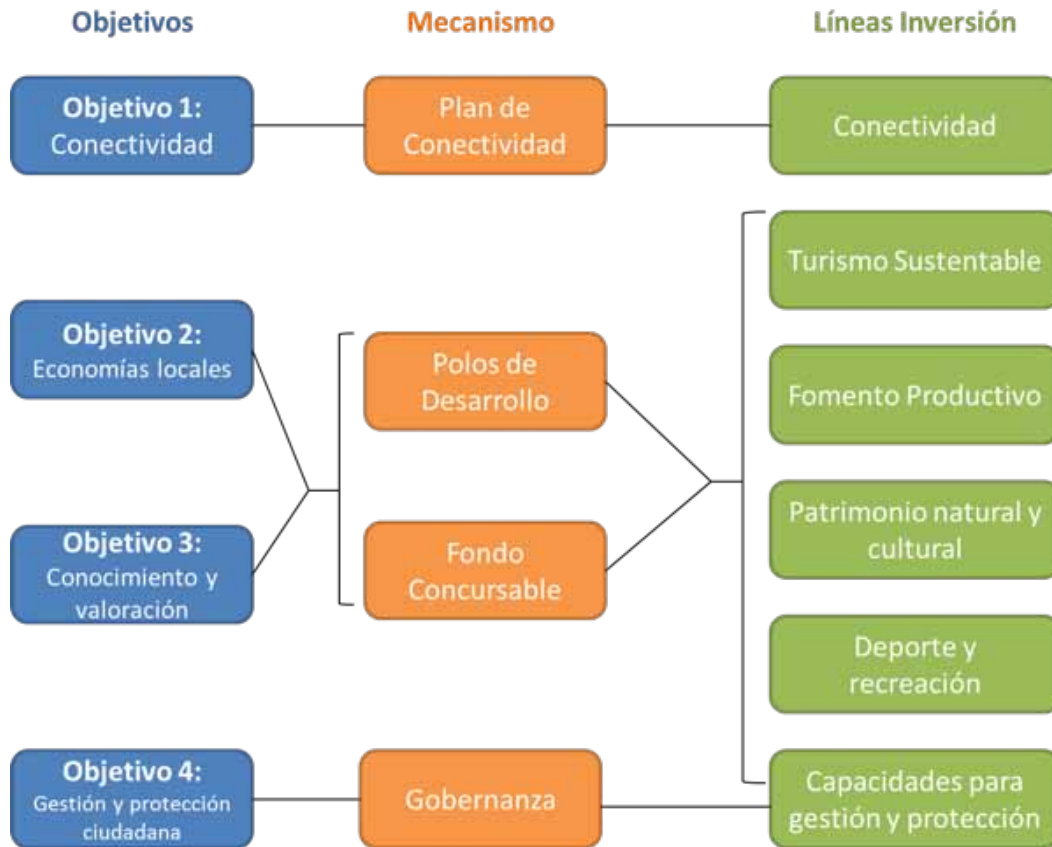 Objetivos
Mecanismo
Líneas Inversión
Objetivo 1:
Conectividad
Plan de
Conectividad
Conectividad
Turismo Sustentable
Objetivo 2:
Economías locales
Polos de
Desarrollo
Fomento Productivo
Objetivo 3:
Conocimiento y
valoración
Fondo
Concursable
Patrimonio natural y
cultural
Deporte y
recreación
Objetivo 4:
Gestión y protección
ciudadana
Gobernanza
Capacidades para
gestión y protección